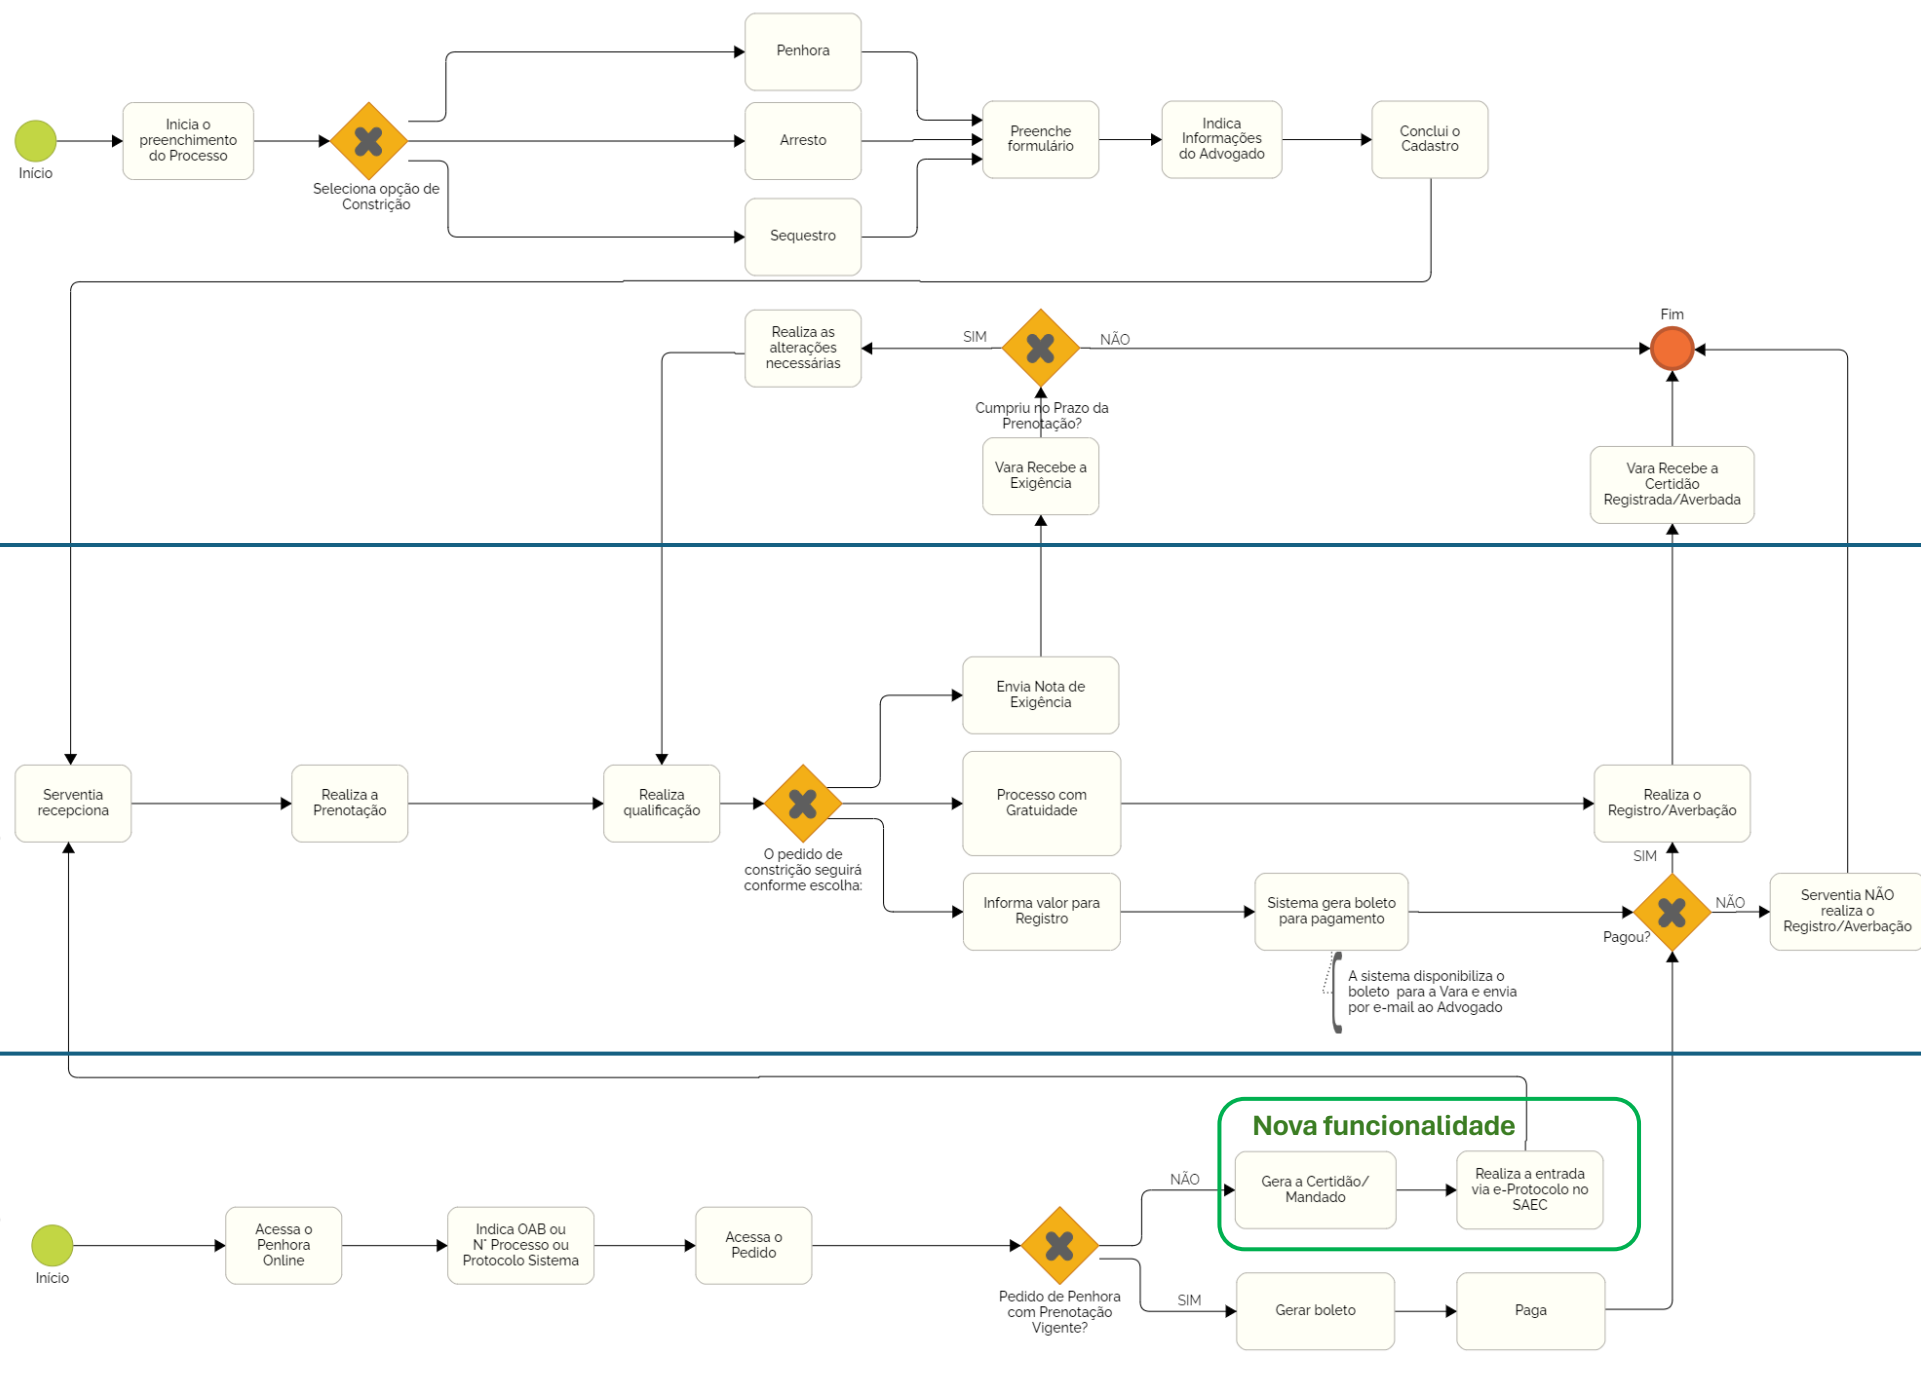 Penhora
Início
Inicia o
preenchimento
do Processo
Seleciona opção de
Constrição
Arresto
Sequestro
Preenche
formulário
Indica
Informações
do Advogado
Conclui o
Cadastro
Realiza as
alterações
necessárias
SIM
NÃO
Cumpriu no Prazo da
Prenotação?
Fim
Vara Recebe a
Exigência
Vara Recebe a
Certidão
Registrada/Averbada
Envia Nota de
Exigência
Serventia
recepciona
Realiza a
Prenotação
Realiza
qualificação
O pedido de
constrição seguirá
conforme escolha:
Processo com
Gratuidade
Realiza o
Registro/Averbação
Informa valor para
Registro
Sistema gera boleto
para pagamento
SIM
Pagou?
NÃO
Serventia NÃO
realiza o
Registro/Averbação
A sistema disponibiliza o
boleto para a Vara e envia
por e-mail ao Advogado
Nova funcionalidade
NÃO
Gera a Certidão/
Mandado
Realiza a entrada
via e-Protocolo no
SAEC
Início
Acessa o
Penhora
Online
Indica OAB ou
N° Processo ou
Protocolo Sistema
Acessa o
Pedido
Pedido de Penhora
com Prenotação
Vigente?
SIM
Gerar boleto
Paga